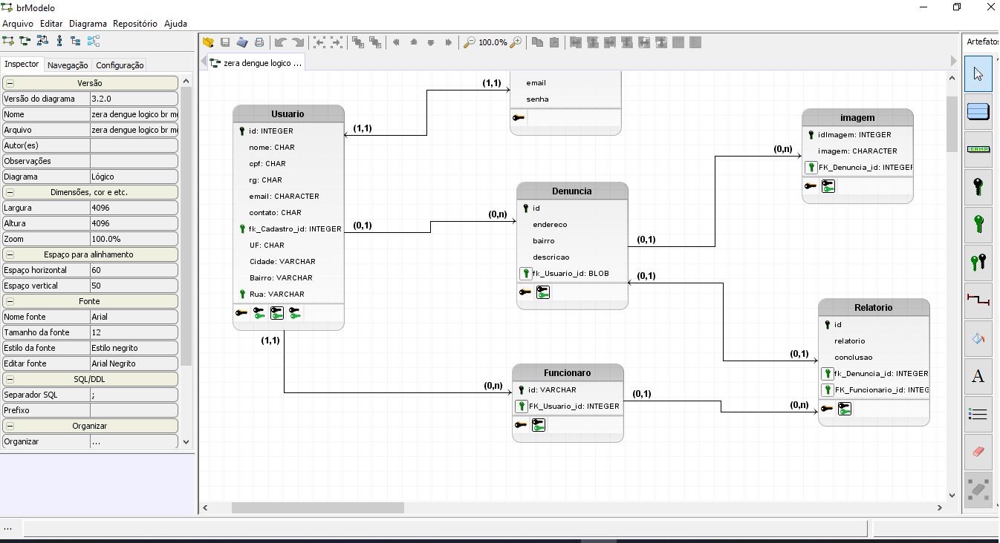 brModelo
Arquivo Editar Diagrama Repositório Ajuda
100.0%
Artefatos
Inspector Navegação Configuração
zera dengue logico ...
Versão
Versão do diagrama 3.2.0
Nome zera dengue logico br m
Arquivo zera dengue logico br m
Autor(es)
Observações
Diagrama Lógico
Dimensões, cor e etc.
Largura 4096
Altura 4096
Zoom 100.0%
Espaço para alinhamento
Espaço horizontal 60
Espaço vertical 50
Fonte
Nome fonte Arial
Tamanho da fonte 12
Estilo da fonte Estilo negrito
Editar fonte Arial Negrito
SQL/DDL
Separador SQL ;
Prefixo
Organizar
Organizar ...
email
senha
(1,1)
(1,1)
Usuario
id: INTEGER
nome: CHAR
cpf: CHAR
rg: CHAR
email: CHARACTER
contato: CHAR
fk_Cadastro_id: INTEGER
UF: CHAR
Cidade: VARCHAR
Bairro: VARCHAR
Rua: VARCHAR
(0,1)
(0,n)
(1,1)
(0,n)
Denuncia
id
endereco
bairro
descricao
fk_Usuario_id: BLOB
(0,1)
(0,n)
imagem
idImagem: INTEGER
imagem: CHARACTER
FK_Denuncia_id: INTEGER
(0,1)
(0,1)
Funcionaro
id: VARCHAR
FK_Usuario_id: INTEGER
(0,1)
(0,n)
Relatorio
id
relatorio
conclusao
fk_Denuncia_id: INTEGER
FK_Funcionario_id: INTEG
CAMP
A
...